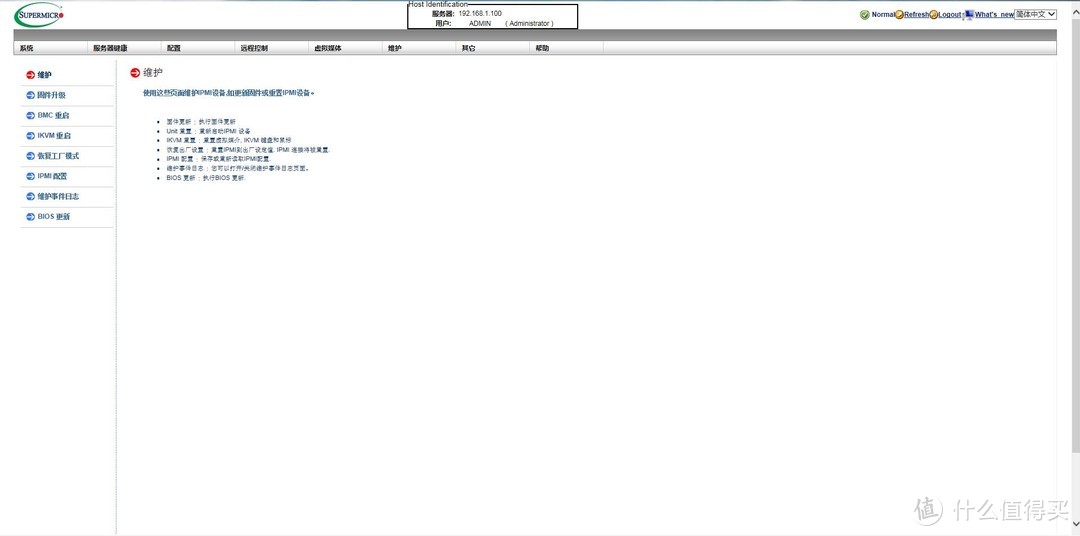 SUPERMICRO
Host Identification
服务器: 192.168.1.100
用户: ADMIN ( Administrator )
Normal Refresh Logout What's new 简体中文
系统 服务器健康 配置 远程控制 虚拟媒体 维护 其它 帮助
维护
固件升级
BMC 重启
IKVM 重启
恢复工厂模式
IPMI 配置
维护事件日志
BIOS 更新
维护
使用这些页面维护IPMI设备,如更新固件或重置IPMI设备。
固件更新 : 执行固件更新
Unit 重置 : 重新启动IPMI 设备
IKVM 重置 : 重置虚拟媒介, IKVM 键盘和鼠标
恢复出厂设置 : 重置IPMI到出厂设定值, IPMI 连接将被重置.
IPMI 配置 : 保存或重新读取IPMI配置.
维护事件日志 : 您可以打开/关闭维护事件日志页面。
BIOS 更新 : 执行BIOS 更新.
值 什么值得买